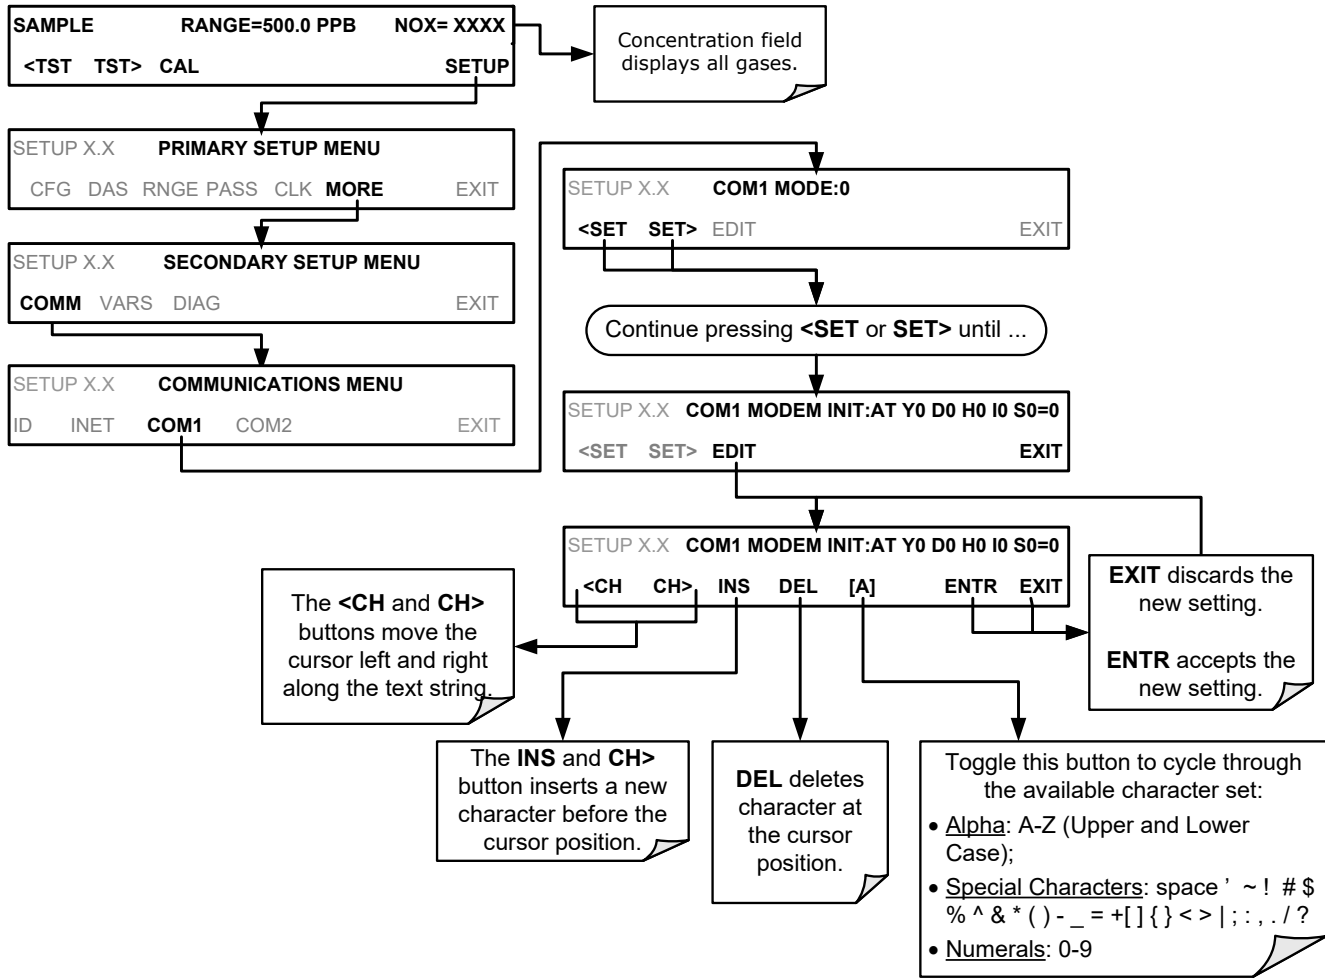 SAMPLE RANGE=500.0 PPB NOX= XXXX
<TST TST> CAL SETUP
Concentration field
displays all gases.
SETUP X.X PRIMARY SETUP MENU
CFG DAS RNGE PASS CLK MORE EXIT
SETUP X.X SECONDARY SETUP MENU
COMM VARS DIAG EXIT
SETUP X.X COMMUNICATIONS MENU
ID INET COM1 COM2 EXIT
SETUP X.X COM1 MODE:0
<SET SET> EDIT EXIT
Continue pressing <SET or SET> until ...
SETUP X.X COM1 MODEM INIT:AT Y0 D0 H0 I0 S0=0
<SET SET> EDIT EXIT
SETUP X.X COM1 MODEM INIT:AT Y0 D0 H0 I0 S0=0
<CH CH> INS DEL [A] ENTR EXIT
The <CH and CH>
buttons move the
cursor left and right
along the text string.
EXIT discards the
new setting.
ENTR accepts the
new setting.
The INS and CH>
button inserts a new
character before the
cursor position.
DEL deletes
character at
the cursor
position.
Toggle this button to cycle through
the available character set:
• Alpha: A-Z (Upper and Lower
Case);
• Special Characters: space ' ~ ! # $
% ^ & * ( ) - _ = +[ ] { } < > | ; : , . / ?
• Numerals: 0-9